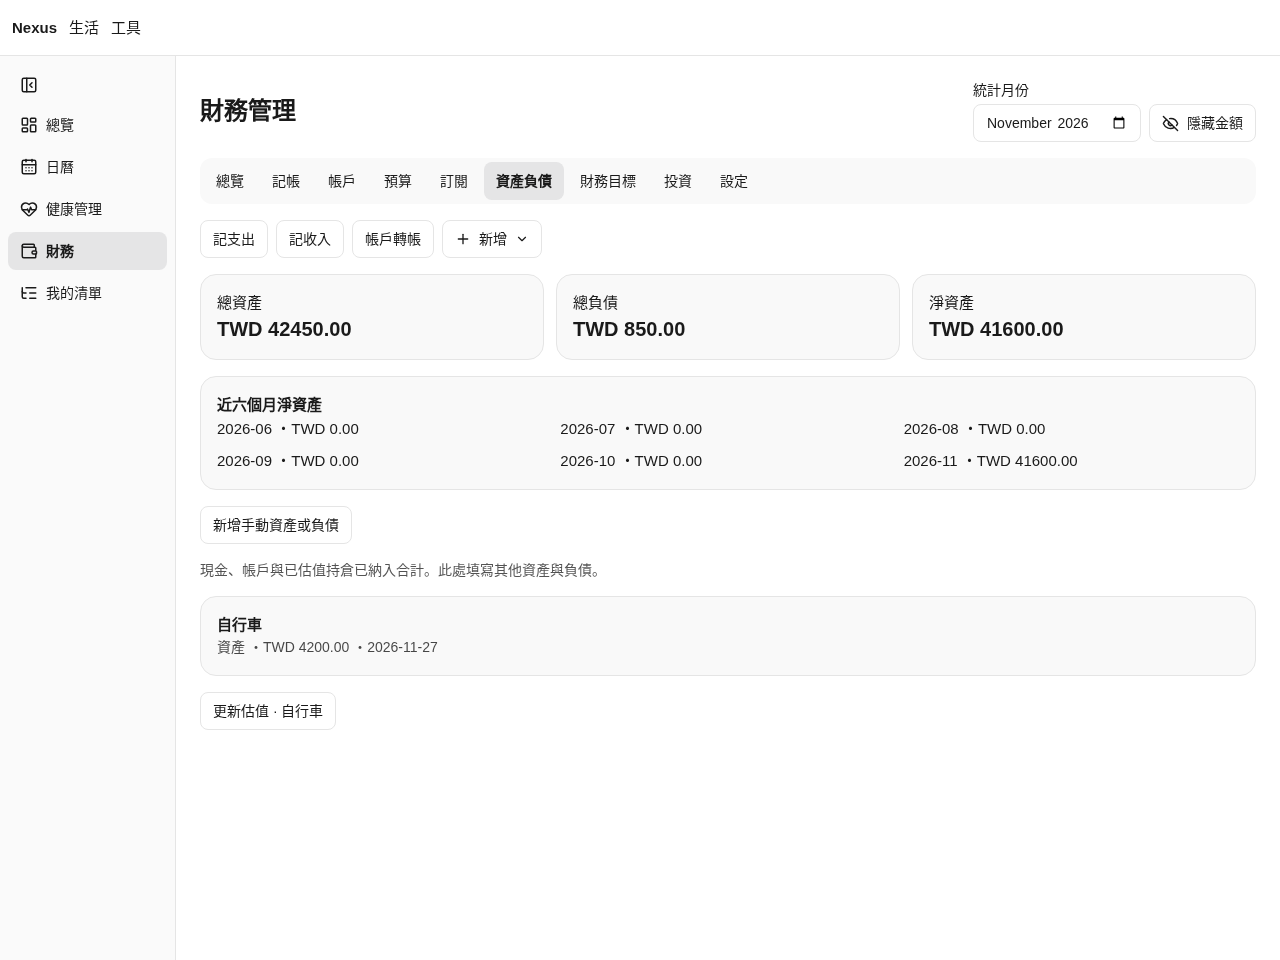 Nexus 生活 工具
總覽
日曆
健康管理
財務
我的清單
財務管理
統計月份
November 2026
隱藏金額
總覽 記帳 帳戶 預算 訂閱 資產負債 財務目標 投資 設定
記支出 記收入 帳戶轉帳 新增
總資產
TWD 42450.00
總負債
TWD 850.00
淨資產
TWD 41600.00
近六個月淨資產
2026-06 ・TWD 0.00 2026-07 ・TWD 0.00 2026-08 ・TWD 0.00
2026-09 ・TWD 0.00 2026-10 ・TWD 0.00 2026-11 ・TWD 41600.00
新增手動資產或負債
現金、帳戶與已估值持倉已納入合計。此處填寫其他資產與負債。
自行車
資產 ・TWD 4200.00 ・2026-11-27
更新估值 · 自行車